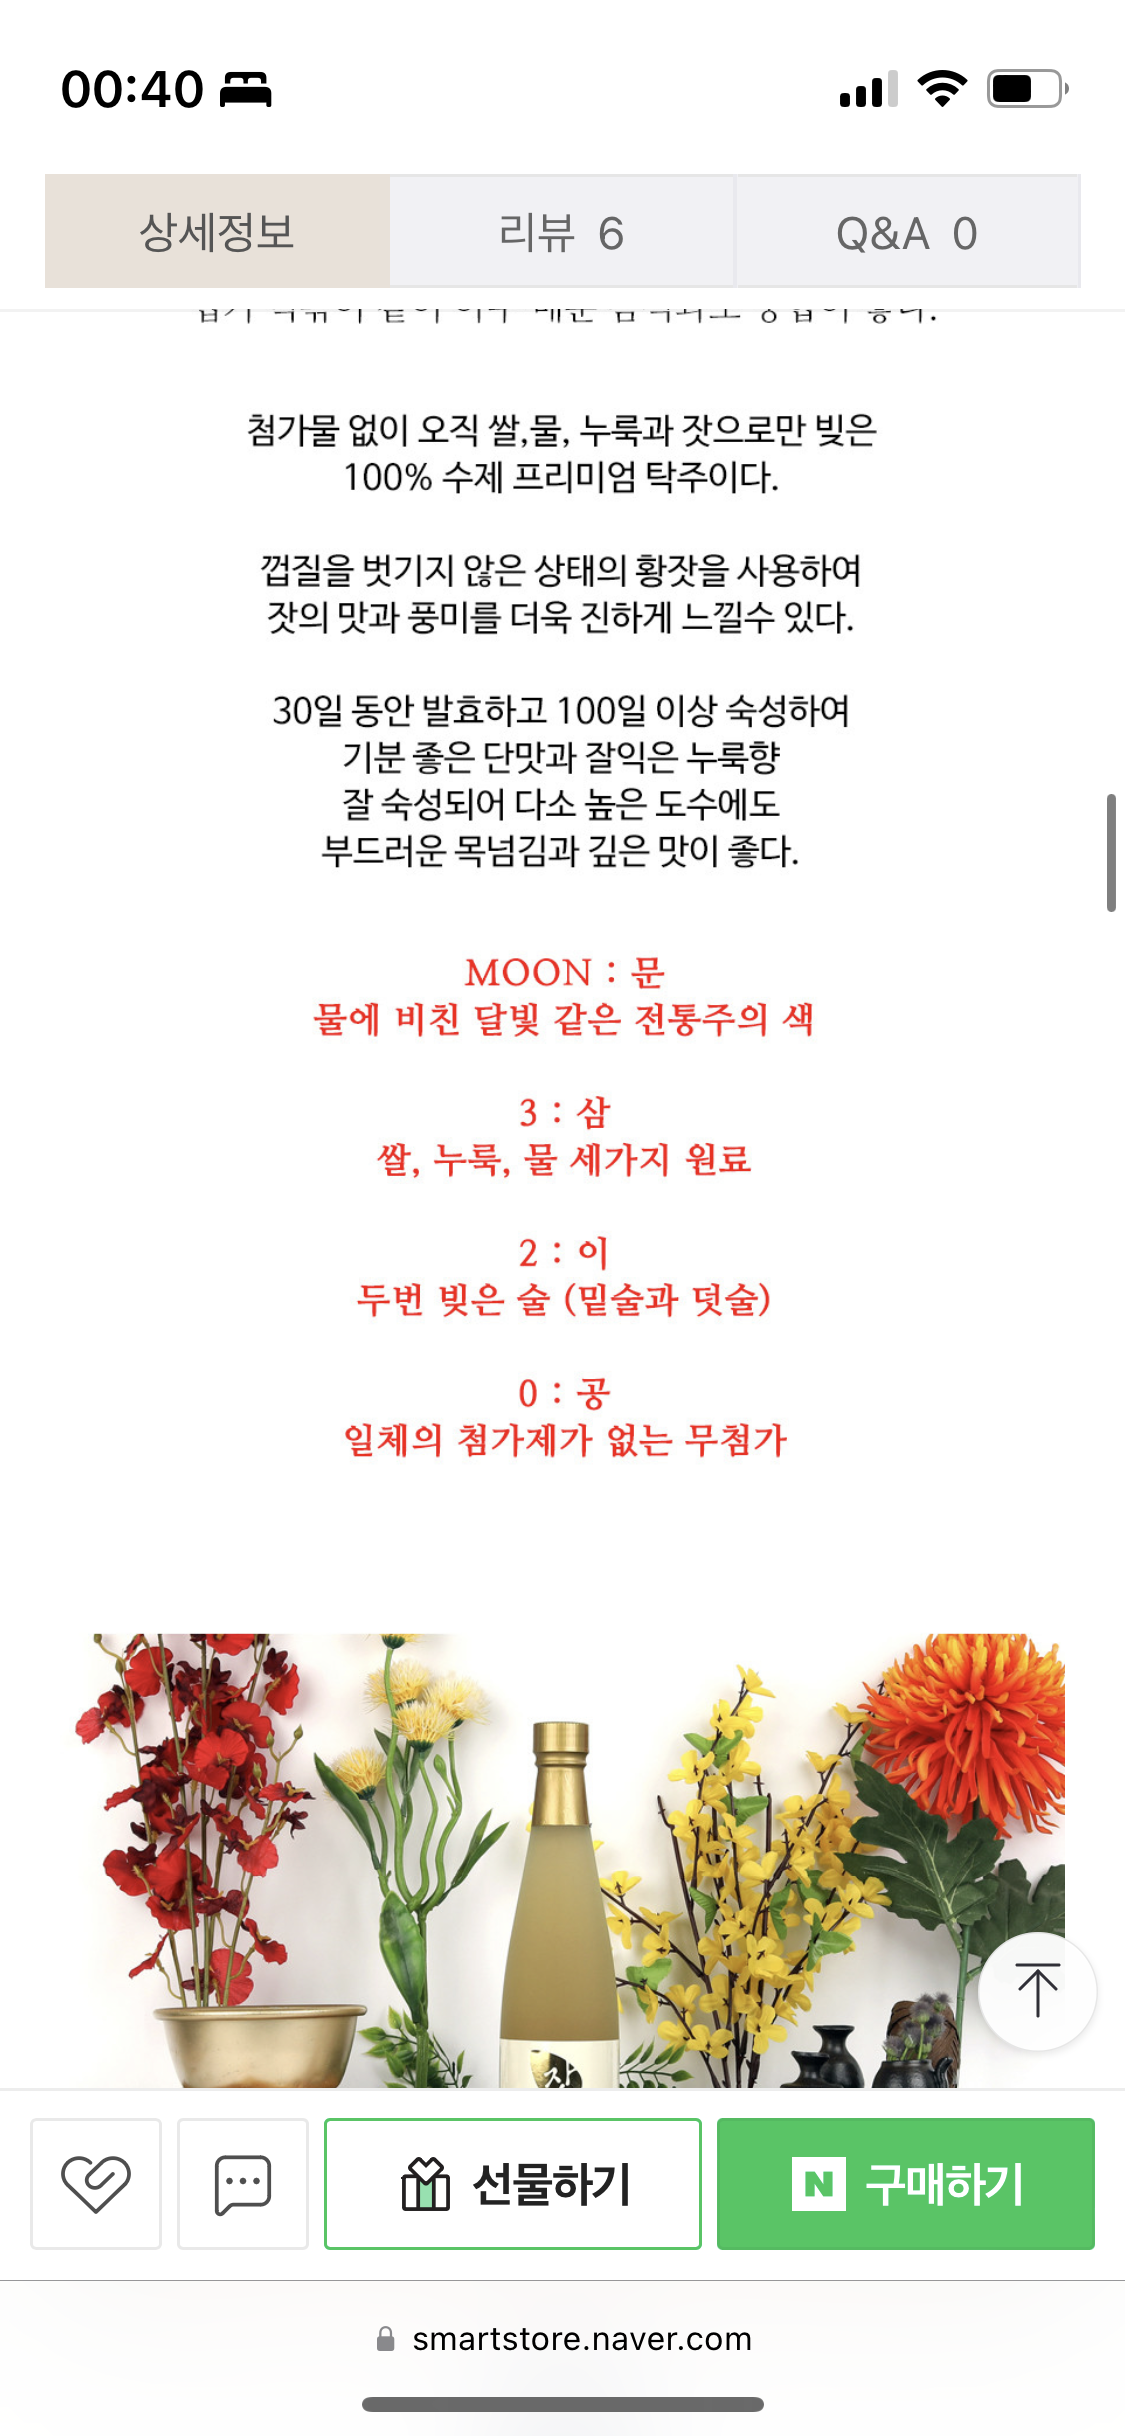 00:40
상세정보
리뷰 6
Q&A 0
첨가물 없이 오직 쌀,물, 누룩과 잣으로만 빚은
100% 수제 프리미엄 탁주이다.
껍질을 벗기지 않은 상태의 황잣을 사용하여
잣의 맛과 풍미를 더욱 진하게 느낄수 있다.
30일 동안 발효하고 100일 이상 숙성하여
기분 좋은 단맛과 잘익은 누룩향
잘 숙성되어 다소 높은 도수에도
부드러운 목넘김과 깊은 맛이 좋다.
MOON : 문
물에 비친 달빛 같은 전통주의 색
3 : 삼
쌀, 누룩, 물 세가지 원료
2 : 이
두번 빚은 술 (밑술과 덧술)
0 : 공
일체의 첨가제가 없는 무첨가
잣
선물하기
N 구매하기
smartstore.naver.com